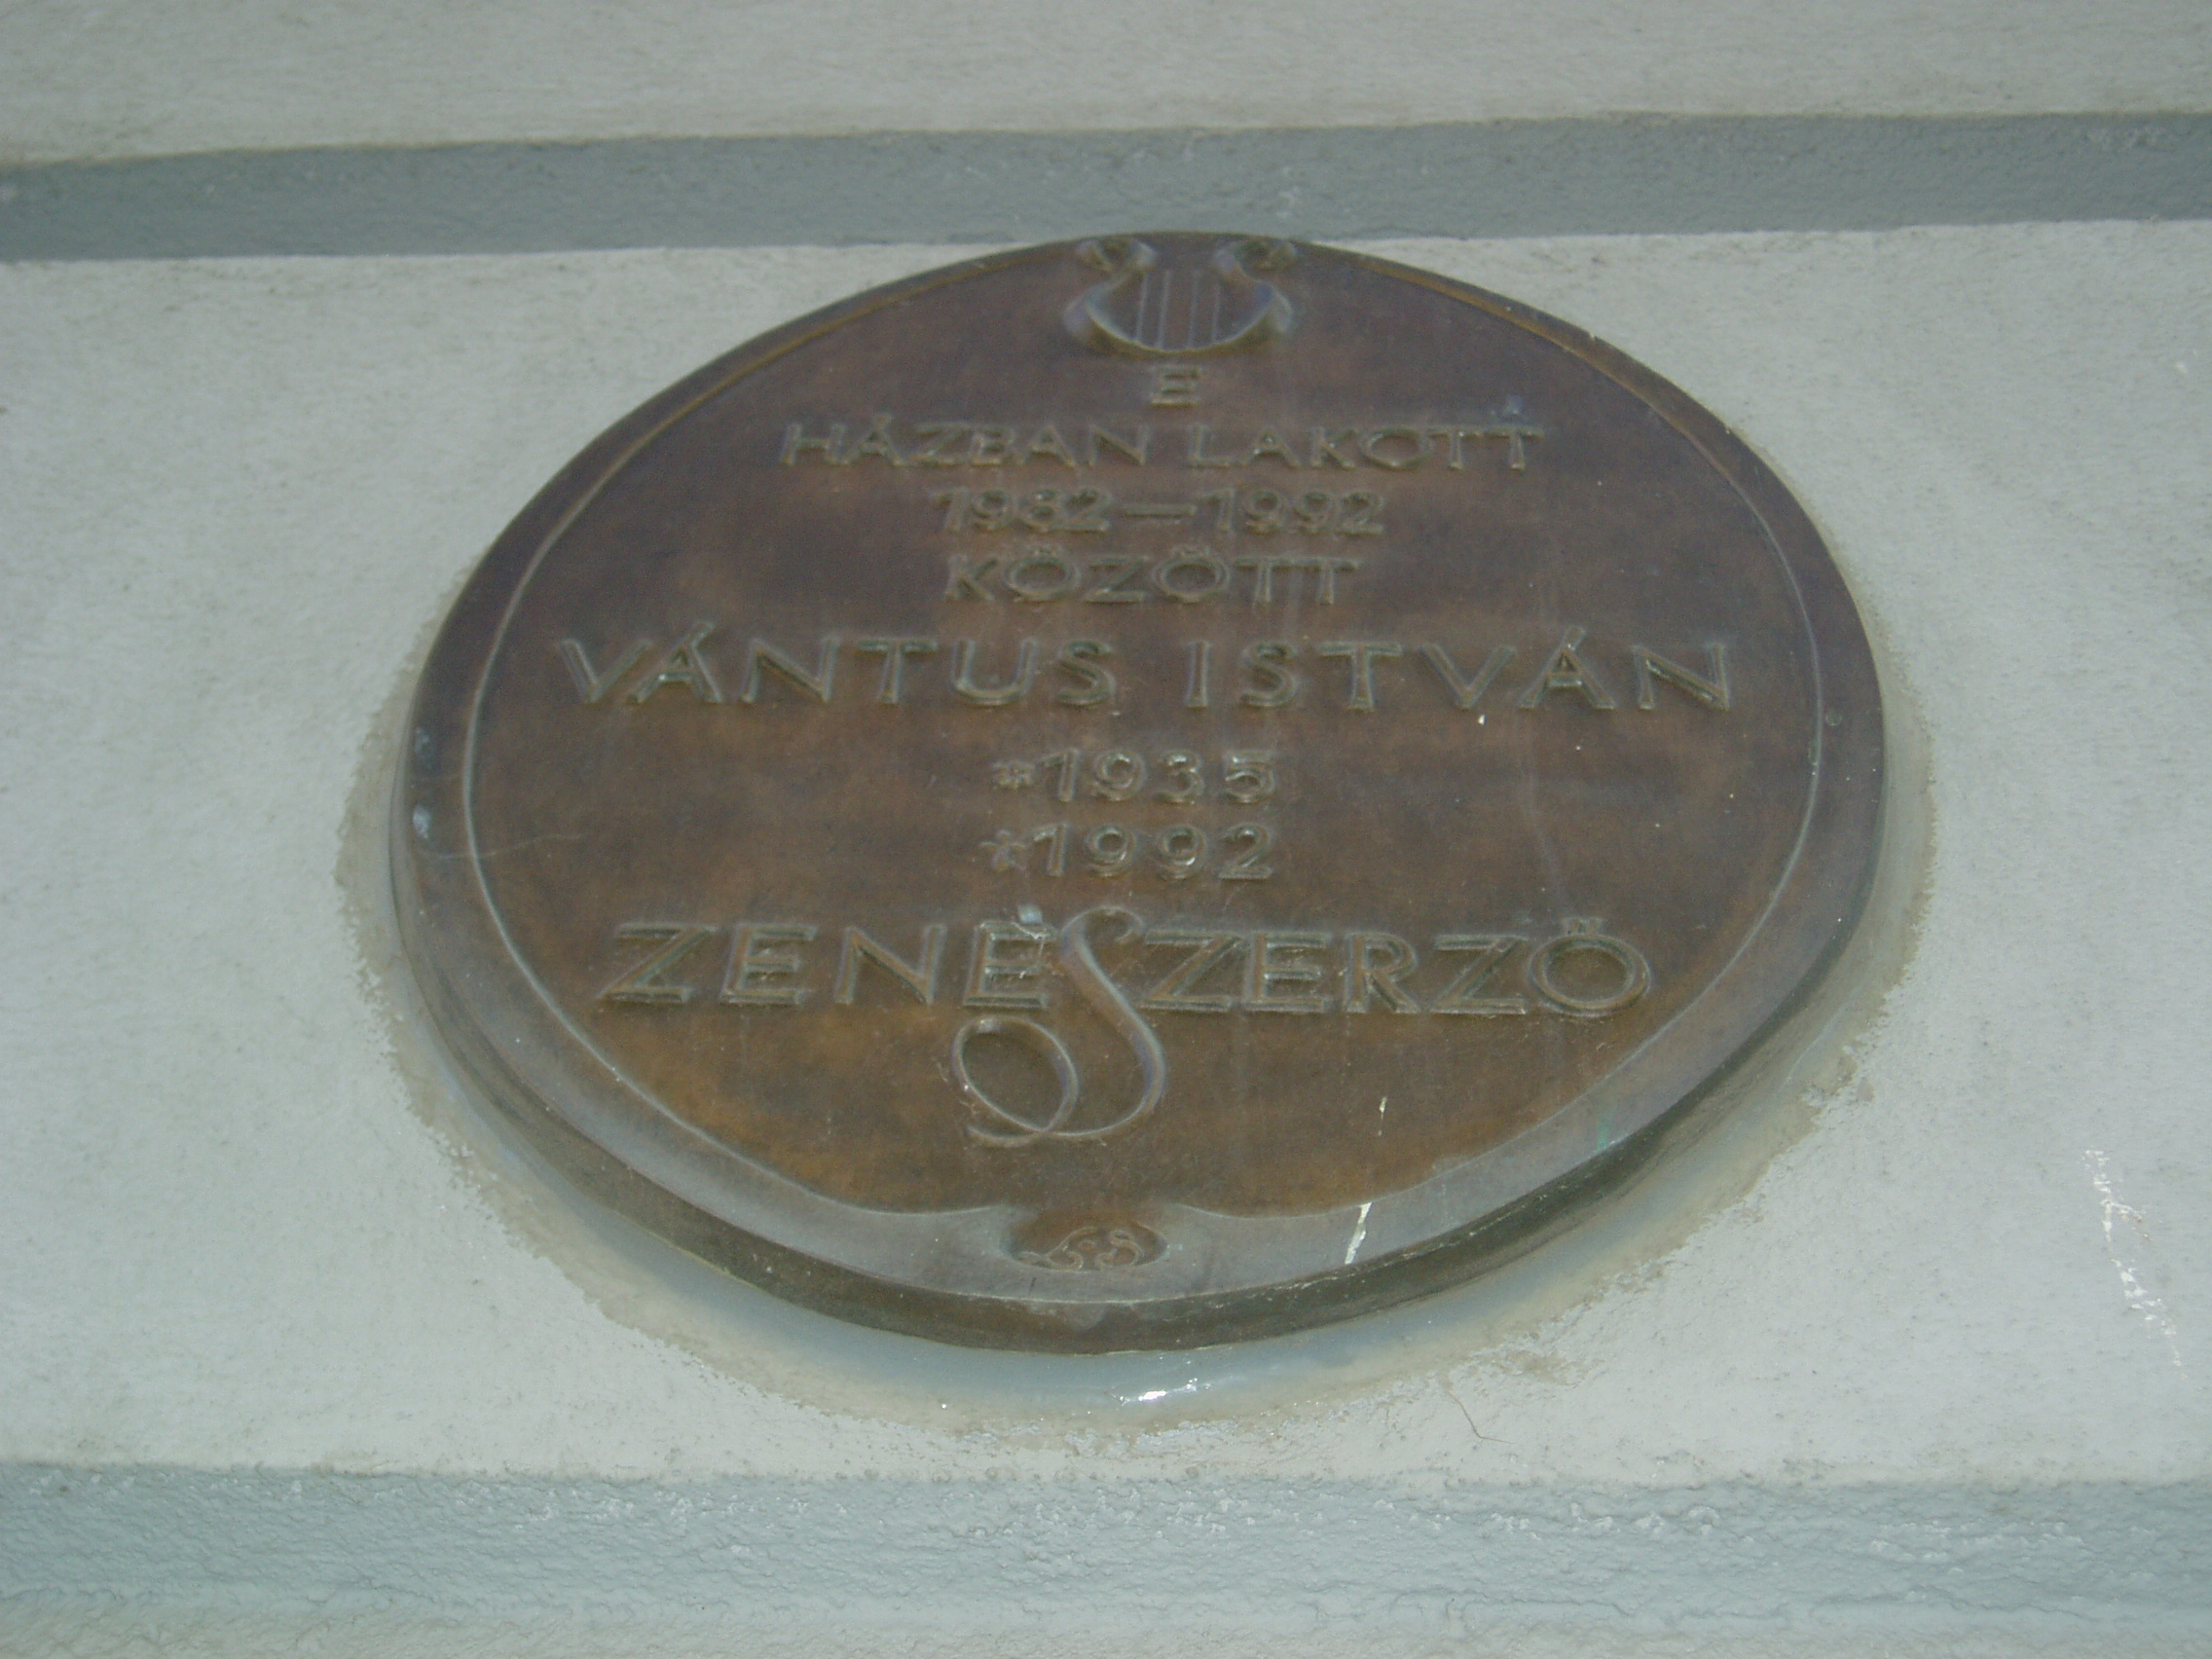 E
HÁZBAN LAKOTT
1982–1992
KÖZÖTT
VÁNTUS ISTVÁN
*1935
*1992
ZENESZERZŐ